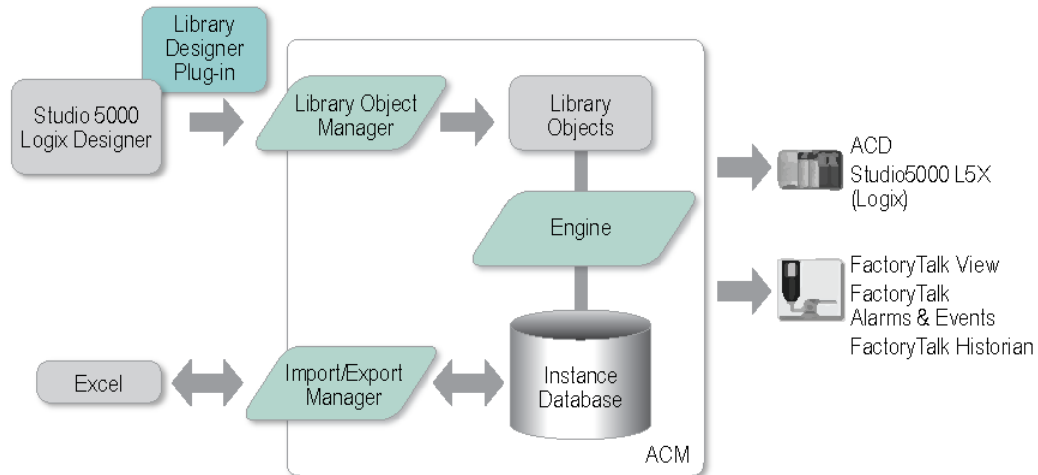 Library
Designer
Plug-in
Studio 5000
Logix Designer
Library Object
Manager
Library
Objects
ACD
Studio5000 L5X
(Logix)
Engine
FactoryTalk View
FactoryTalk
Alarms & Events
FactoryTalk Historian
Excel
Import/Export
Manager
Instance
Database
ACM